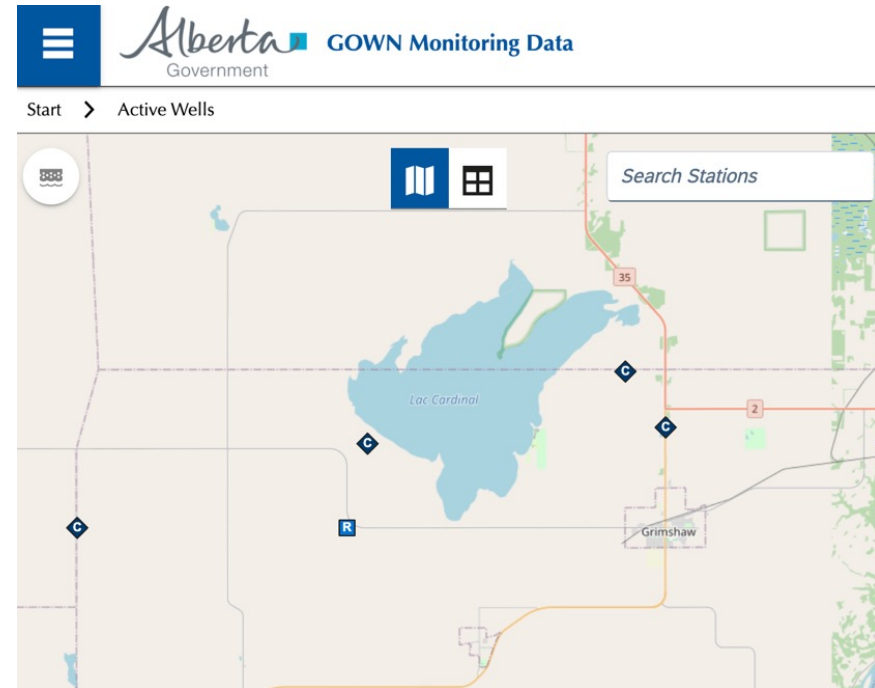 Alberta
Government
GOWN Monitoring Data
Start
Active Wells
Search Stations
35
Lac Cardinal
C
2
C
C
C
R
Grimshaw